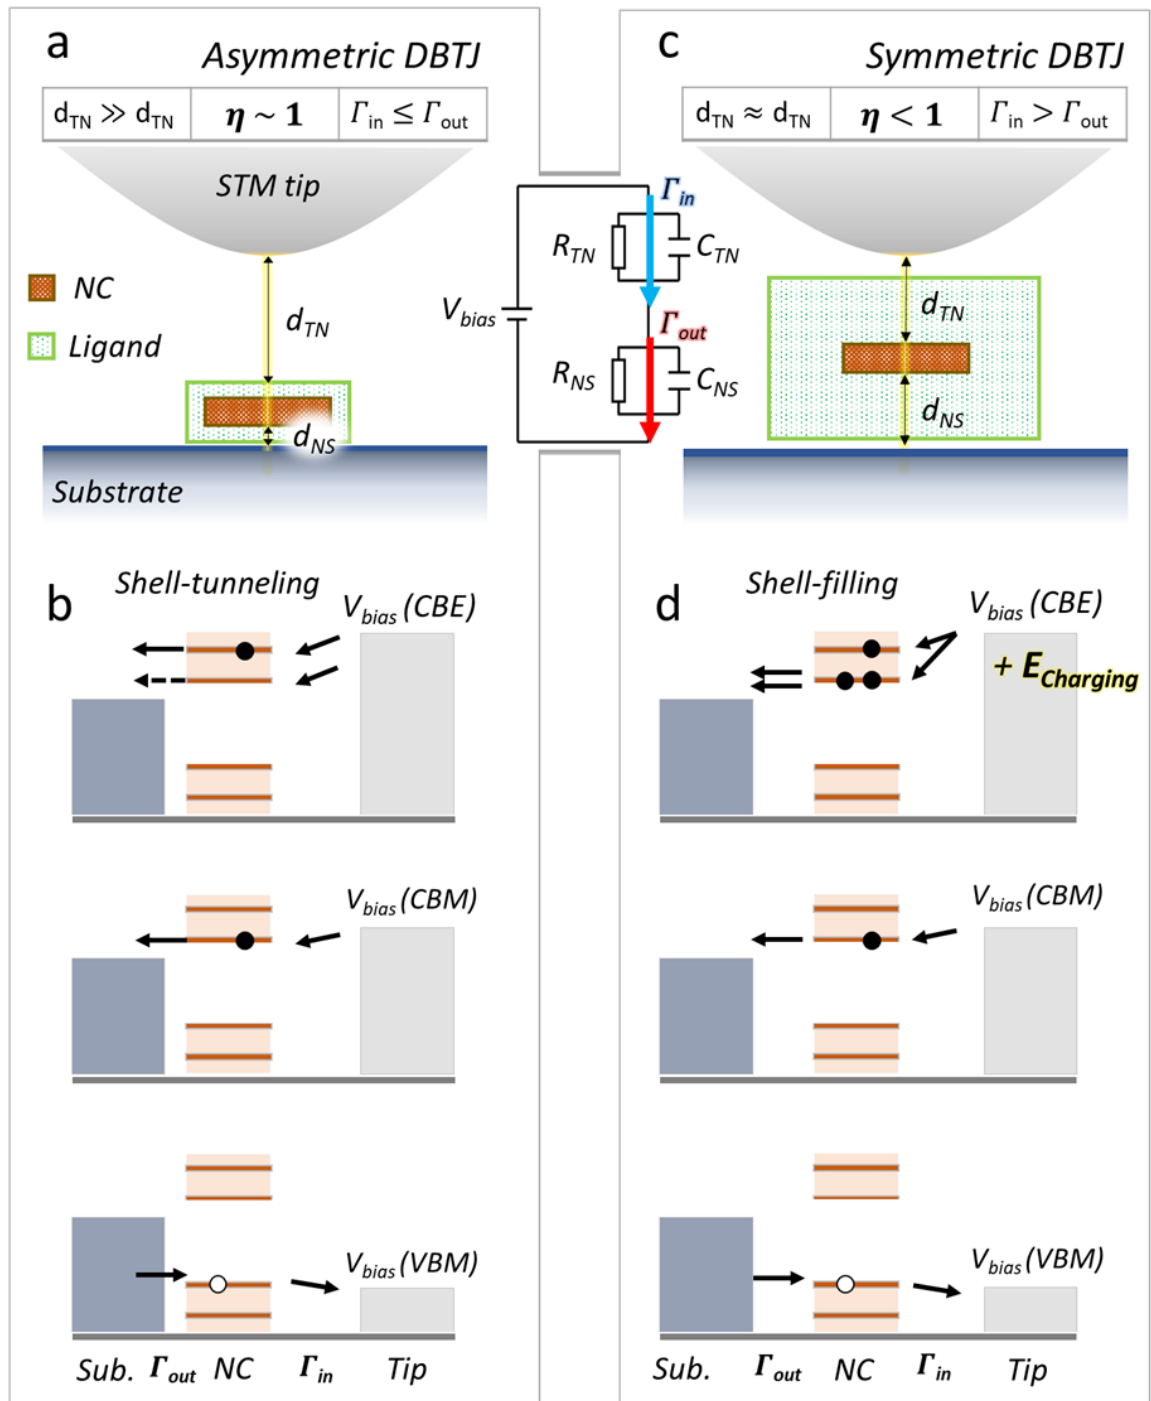 a
Asymmetric DBTJ
d_TN ≫ d_TN
η ~ 1
Γ_in ≤ Γ_out
STM tip
NC
Ligand
d_TN
d_NS
Substrate
V_bias
Γ_in
R_TN
C_TN
Γ_out
R_NS
C_NS
c
Symmetric DBTJ
d_TN ≈ d_TN
η < 1
Γ_in > Γ_out
d_TN
d_NS
b
Shell-tunneling
V_bias (CBE)
V_bias (CBM)
V_bias (VBM)
Sub. Γ_out NC Γ_in Tip
d
Shell-filling
V_bias (CBE)
+ E_Charging
V_bias (CBM)
V_bias (VBM)
Sub. Γ_out NC Γ_in Tip